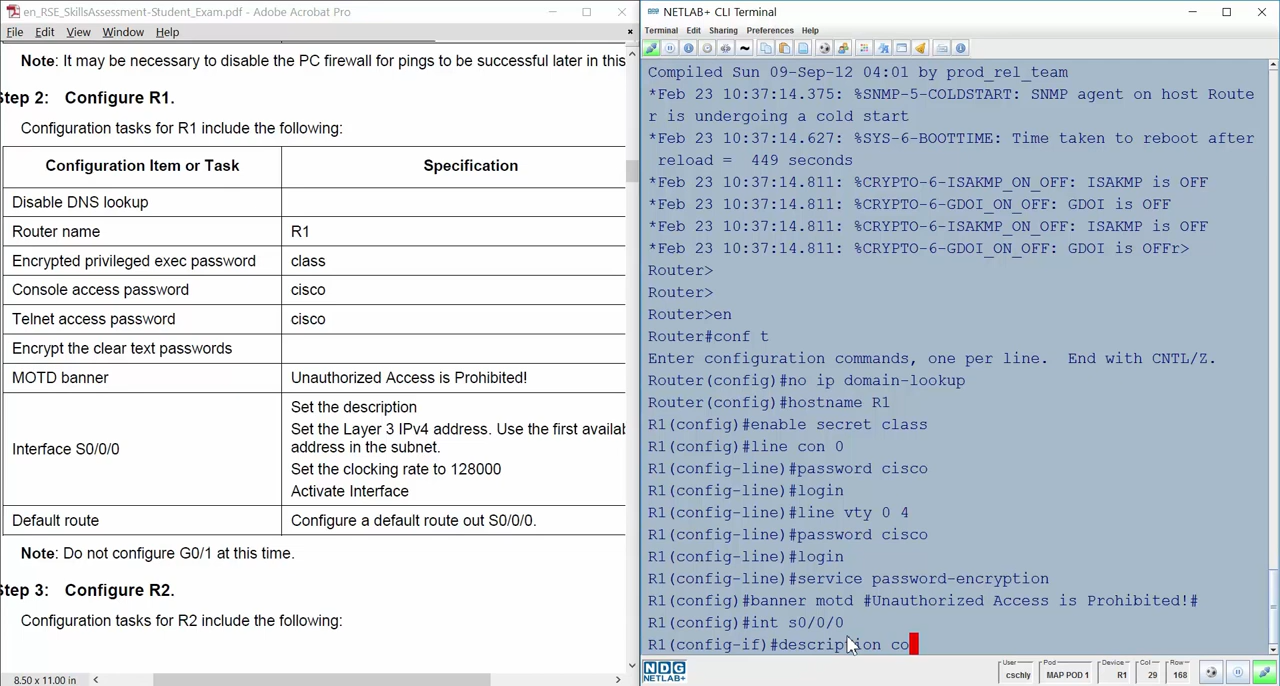 en_RSE_SkillsAssessment-Student_Exam.pdf - Adobe Acrobat Pro
File Edit View Window Help
Note: It may be necessary to disable the PC firewall for pings to be successful later in this
Step 2: Configure R1.
Configuration tasks for R1 include the following:
Configuration Item or Task Specification
Disable DNS lookup
Router name R1
Encrypted privileged exec password class
Console access password cisco
Telnet access password cisco
Encrypt the clear text passwords
MOTD banner Unauthorized Access is Prohibited!
Interface S0/0/0
Set the description
Set the Layer 3 IPv4 address. Use the first availab
address in the subnet.
Set the clocking rate to 128000
Activate Interface
Default route Configure a default route out S0/0/0.
Note: Do not configure G0/1 at this time.
Step 3: Configure R2.
Configuration tasks for R2 include the following:
8.50 x 11.00 in
NETLAB+ CLI Terminal
Terminal Edit Sharing Preferences Help
Compiled Sun 09-Sep-12 04:01 by prod_rel_team
*Feb 23 10:37:14.375: %SNMP-5-COLDSTART: SNMP agent on host Route
r is undergoing a cold start
*Feb 23 10:37:14.627: %SYS-6-BOOTTIME: Time taken to reboot after
reload =  449 seconds
*Feb 23 10:37:14.811: %CRYPTO-6-ISAKMP_ON_OFF: ISAKMP is OFF
*Feb 23 10:37:14.811: %CRYPTO-6-GDOI_ON_OFF: GDOI is OFF
*Feb 23 10:37:14.811: %CRYPTO-6-ISAKMP_ON_OFF: ISAKMP is OFF
*Feb 23 10:37:14.811: %CRYPTO-6-GDOI_ON_OFF: GDOI is OFFr>
Router>
Router>
Router>en
Router#conf t
Enter configuration commands, one per line.  End with CNTL/Z.
Router(config)#no ip domain-lookup
Router(config)#hostname R1
R1(config)#enable secret class
R1(config)#line con 0
R1(config-line)#password cisco
R1(config-line)#login
R1(config-line)#line vty 0 4
R1(config-line)#password cisco
R1(config-line)#login
R1(config-line)#service password-encryption
R1(config)#banner motd #Unauthorized Access is Prohibited!#
R1(config)#int s0/0/0
R1(config-if)#description co
NDG
NETLAB+
User Pod Device Col Row
cschly MAP POD 1 R1 29 168